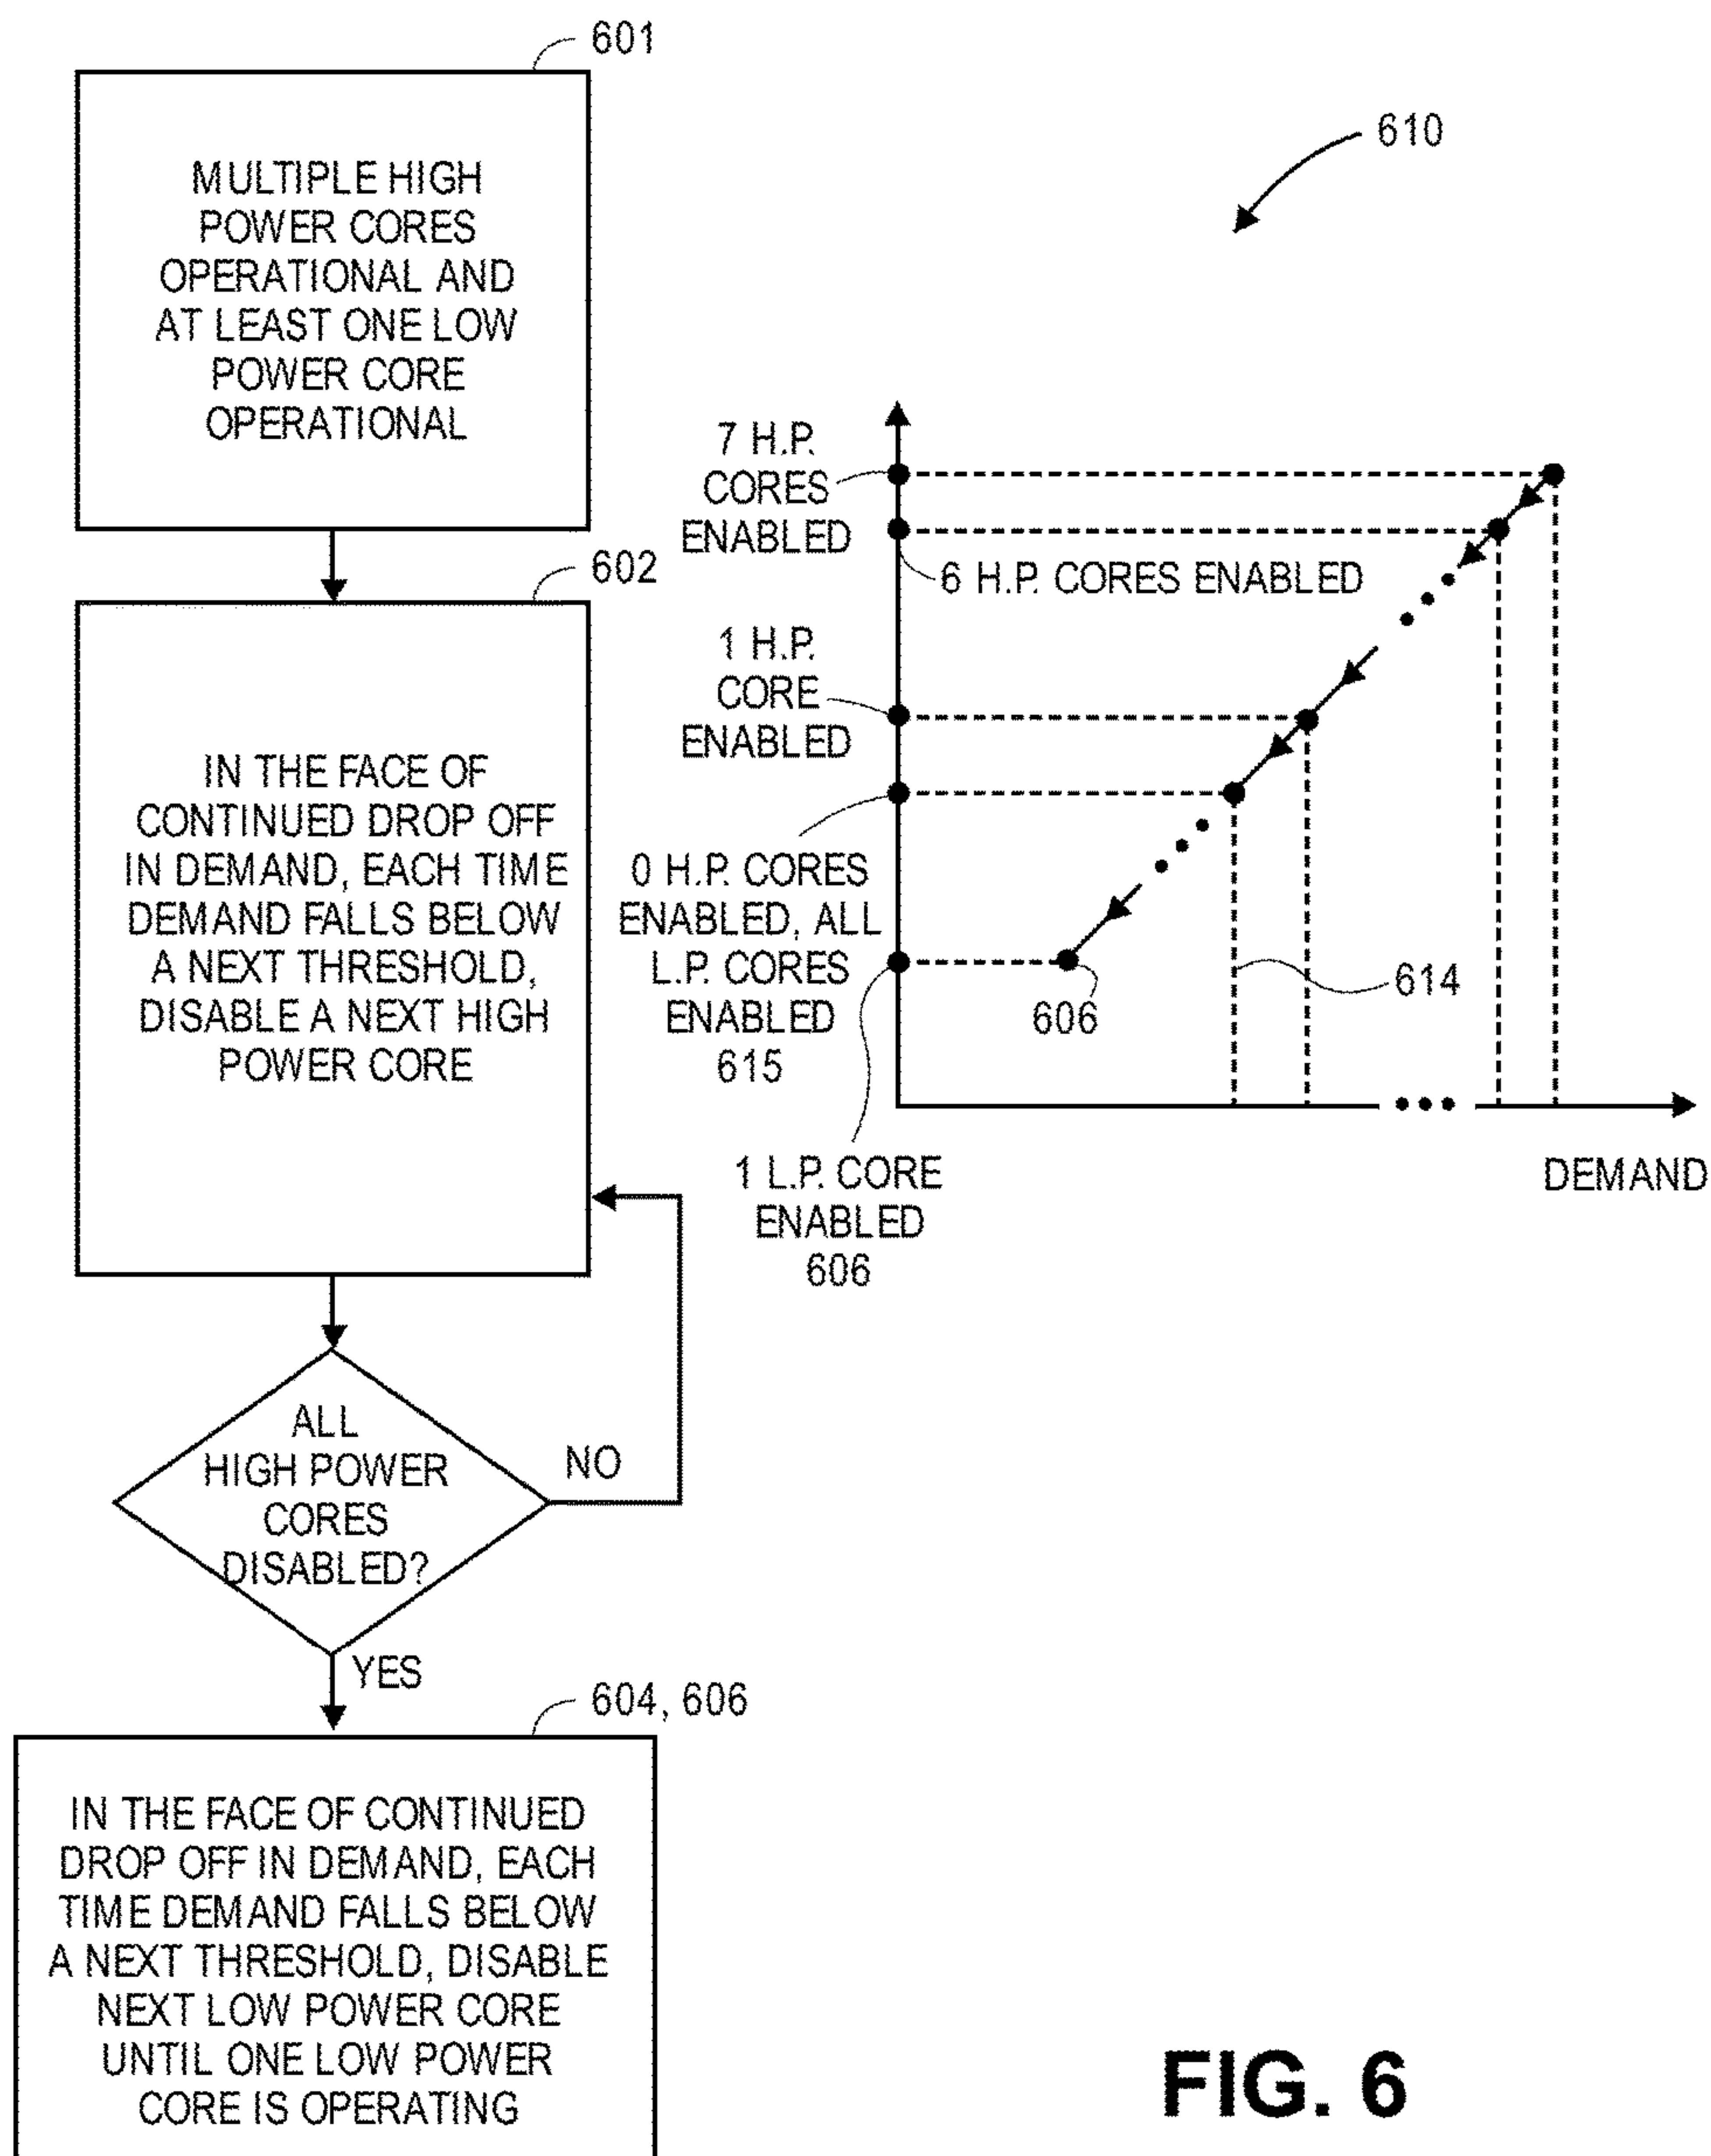 601
MULTIPLE HIGH
POWER CORES
OPERATIONAL AND
AT LEAST ONE LOW
POWER CORE
OPERATIONAL
602
IN THE FACE OF
CONTINUED DROP OFF
IN DEMAND, EACH TIME
DEMAND FALLS BELOW
A NEXT THRESHOLD,
DISABLE A NEXT HIGH
POWER CORE
ALL
HIGH POWER
CORES
DISABLED?
NO
YES
604, 606
IN THE FACE OF CONTINUED
DROP OFF IN DEMAND, EACH
TIME DEMAND FALLS BELOW
A NEXT THRESHOLD, DISABLE
NEXT LOW POWER CORE
UNTIL ONE LOW POWER
CORE IS OPERATING
610
7 H.P.
CORES
ENABLED
6 H.P. CORES ENABLED
1 H.P.
CORE
ENABLED
0 H.P. CORES
ENABLED, ALL
L.P. CORES
ENABLED
615
606
614
1 L.P. CORE
ENABLED
606
DEMAND
FIG. 6